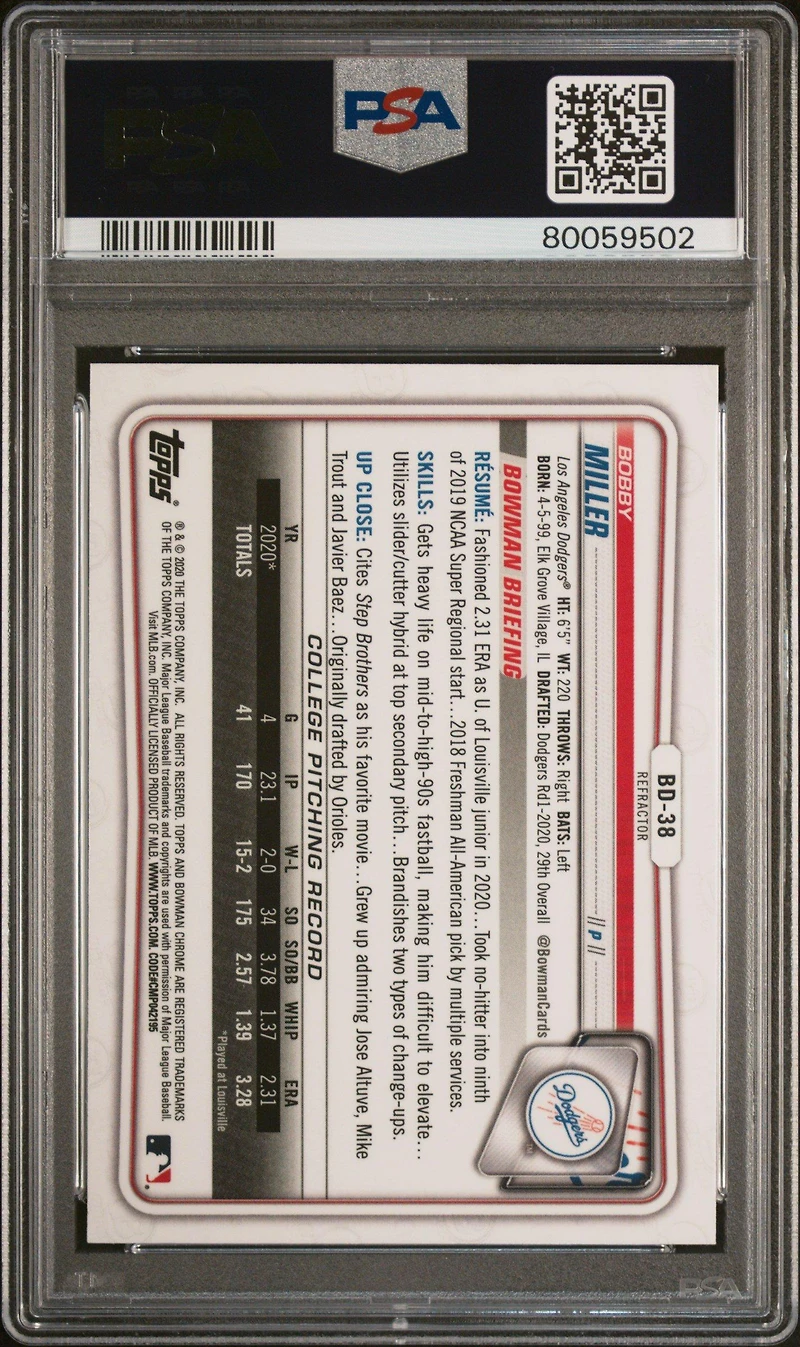 PSA
PSA
80059502
BD-38
REFRACTOR
BOBBY
MILLER
|| P ||
Los Angeles Dodgers® HT: 6'5" WT: 220 THROWS: Right BATS: Left
BORN: 4-5-99, Elk Grove Village, IL DRAFTED: Dodgers Rd1-2020, 29th Overall @BowmanCards
Dodgers
TM
BOWMAN BRIEFING
RÉSUMÉ: Fashioned 2.31 ERA as U. of Louisville junior in 2020...Took no-hitter into ninth
of 2019 NCAA Super Regional start...2018 Freshman All-American pick by multiple services.
SKILLS: Gets heavy life on mid-to-high-90s fastball, making him difficult to elevate...
Utilizes slider/cutter hybrid at top secondary pitch...Brandishes two types of change-ups.
UP CLOSE: Cites Step Brothers as his favorite movie...Grew up admiring Jose Altuve, Mike
Trout and Javier Baez...Originally drafted by Orioles.
COLLEGE PITCHING RECORD
YR G IP W-L SO SO/BB WHIP ERA
2020* 4 23.1 2-0 34 3.78 1.37 2.31
TOTALS 41 170 15-2 175 2.57 1.39 3.28
*Played at Louisville
topps®
® & © 2020 THE TOPPS COMPANY, INC. ALL RIGHTS RESERVED. TOPPS AND BOWMAN CHROME ARE REGISTERED TRADEMARKS
OF THE TOPPS COMPANY, INC. Major League Baseball trademarks and copyrights are used with permission of Major League Baseball.
Visit MLB.com. OFFICIALLY LICENSED PRODUCT OF MLB. WWW.TOPPS.COM. CODE#CMP042195
PSA